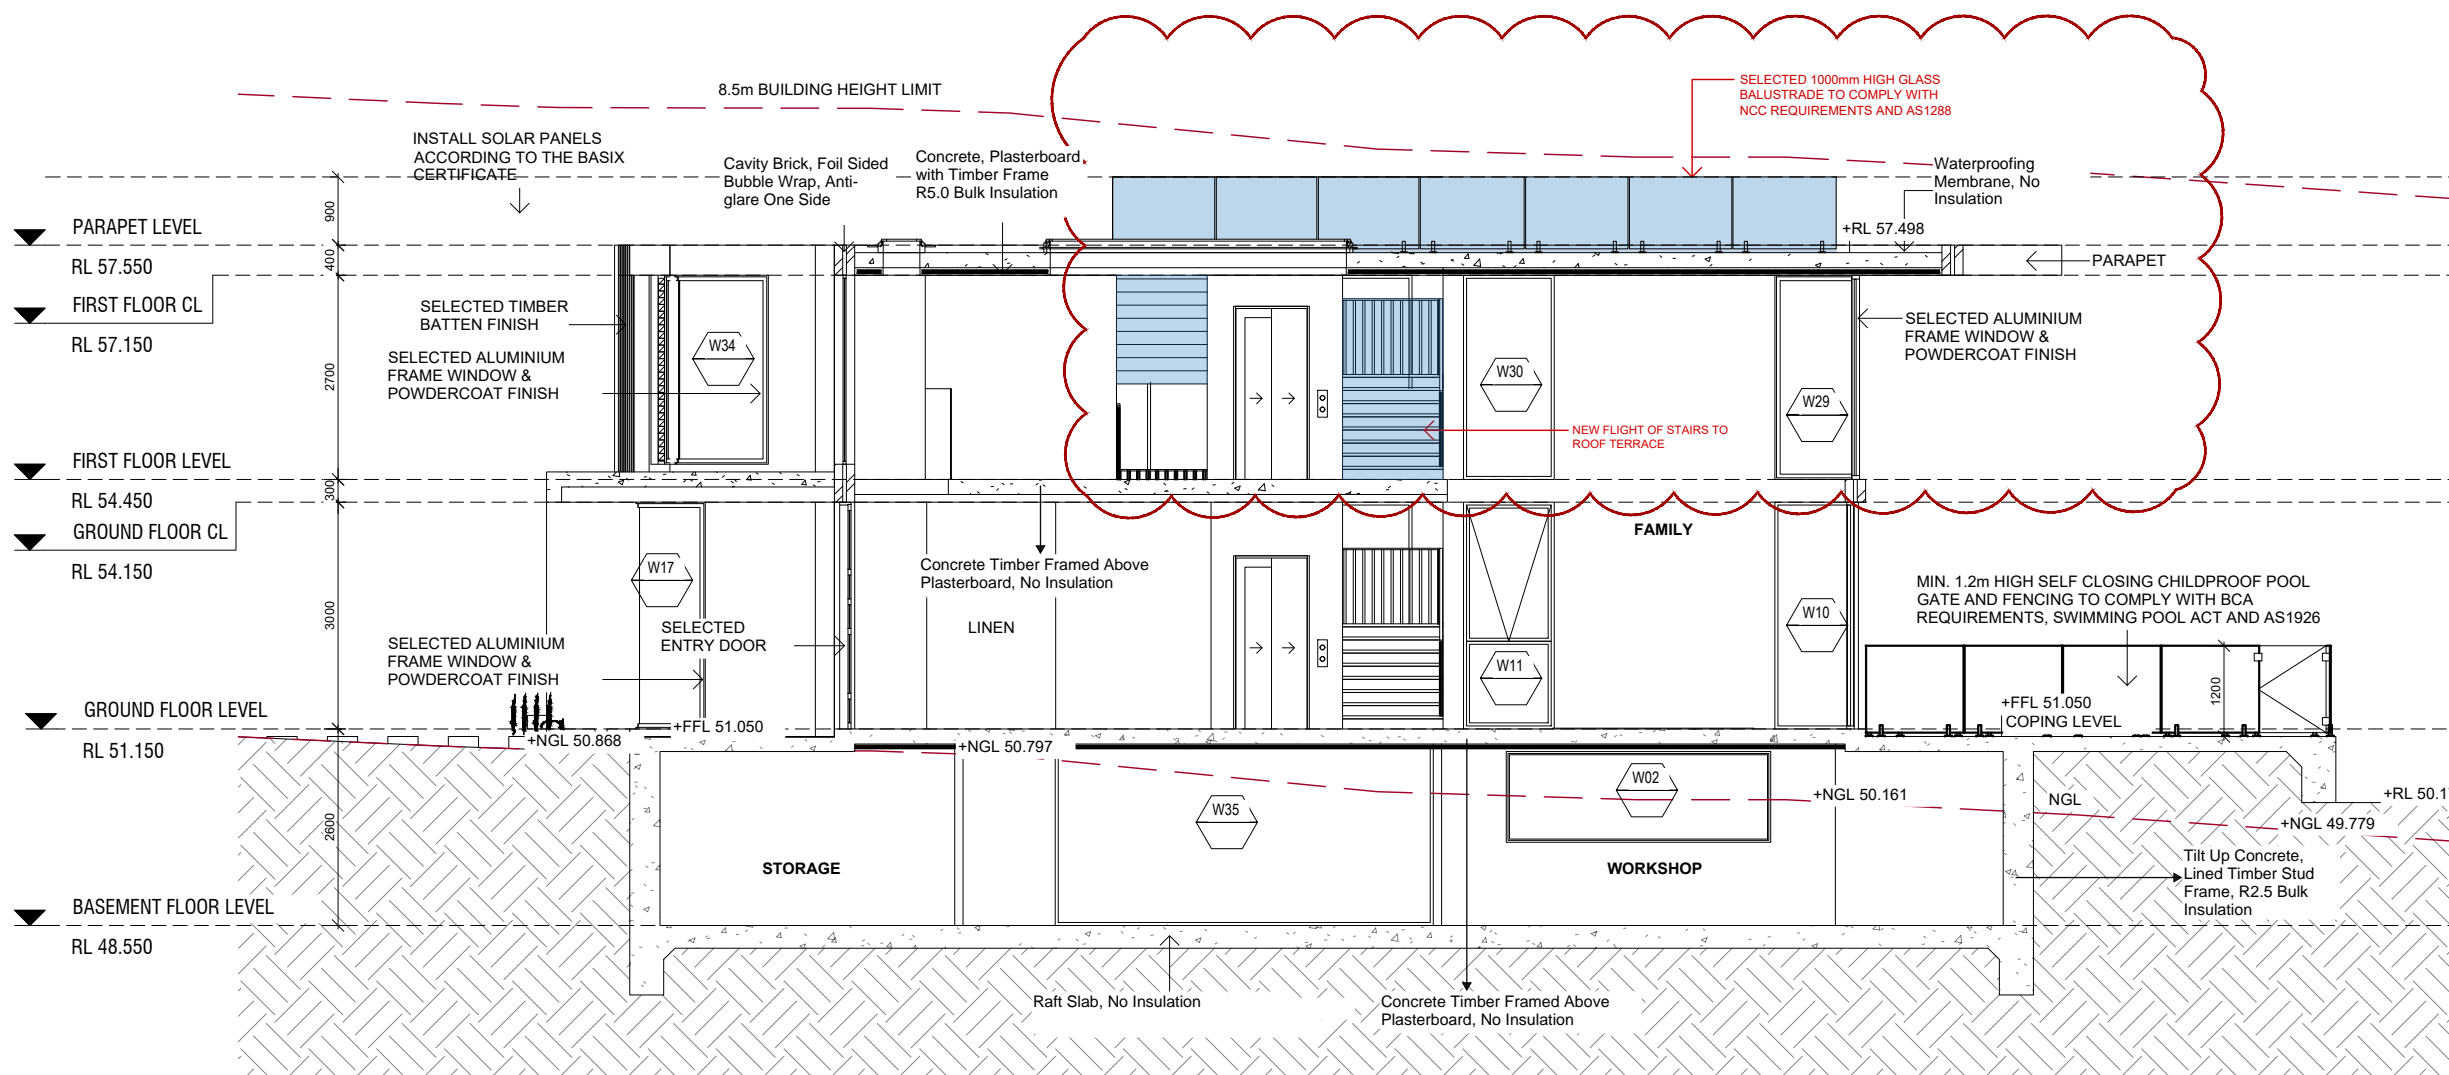 8.5m BUILDING HEIGHT LIMIT
SELECTED 1000mm HIGH GLASS
BALUSTRADE TO COMPLY WITH
NCC REQUIREMENTS AND AS1288
INSTALL SOLAR PANELS
ACCORDING TO THE BASIX
CERTIFICATE
Cavity Brick, Foil Sided
Bubble Wrap, Anti-
glare One Side
Concrete, Plasterboard
with Timber Frame
R5.0 Bulk Insulation
Waterproofing
Membrane, No
Insulation
+RL 57.498
PARAPET
PARAPET LEVEL
RL 57.550
FIRST FLOOR CL
RL 57.150
FIRST FLOOR LEVEL
RL 54.450
GROUND FLOOR CL
RL 54.150
GROUND FLOOR LEVEL
RL 51.150
BASEMENT FLOOR LEVEL
RL 48.550
900
400
2700
300
3000
2600
SELECTED TIMBER
BATTEN FINISH
SELECTED ALUMINIUM
FRAME WINDOW &
POWDERCOAT FINISH
W34
W30
W29
SELECTED ALUMINIUM
FRAME WINDOW &
POWDERCOAT FINISH
NEW FLIGHT OF STAIRS TO
ROOF TERRACE
FAMILY
W17
Concrete Timber Framed Above
Plasterboard, No Insulation
LINEN
SELECTED
ENTRY DOOR
SELECTED ALUMINIUM
FRAME WINDOW &
POWDERCOAT FINISH
W11
W10
MIN. 1.2m HIGH SELF CLOSING CHILDPROOF POOL
GATE AND FENCING TO COMPLY WITH BCA
REQUIREMENTS, SWIMMING POOL ACT AND AS1926
1200
+FFL 51.050
COPING LEVEL
+NGL 50.868
+FFL 51.050
+NGL 50.797
W35
W02
+NGL 50.161
NGL
+RL 50.1
+NGL 49.779
STORAGE
WORKSHOP
Tilt Up Concrete,
Lined Timber Stud
Frame, R2.5 Bulk
Insulation
Raft Slab, No Insulation
Concrete Timber Framed Above
Plasterboard, No Insulation